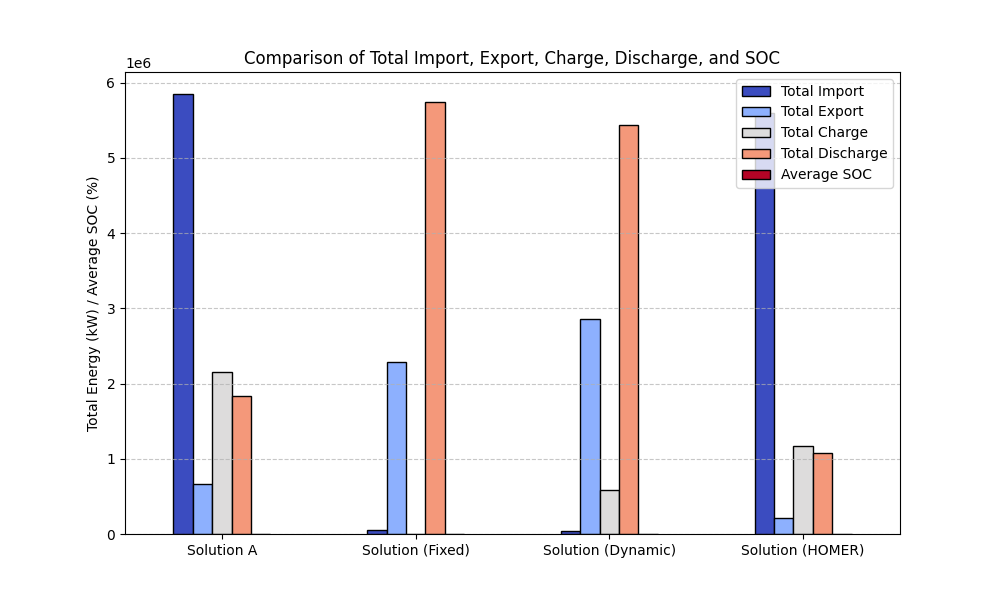 Comparison of Total Import, Export, Charge, Discharge, and SOC
1e6
Total Energy (kW) / Average SOC (%)
6
5
4
3
2
1
0
Total Import
Total Export
Total Charge
Total Discharge
Average SOC
Solution A
Solution (Fixed)
Solution (Dynamic)
Solution (HOMER)